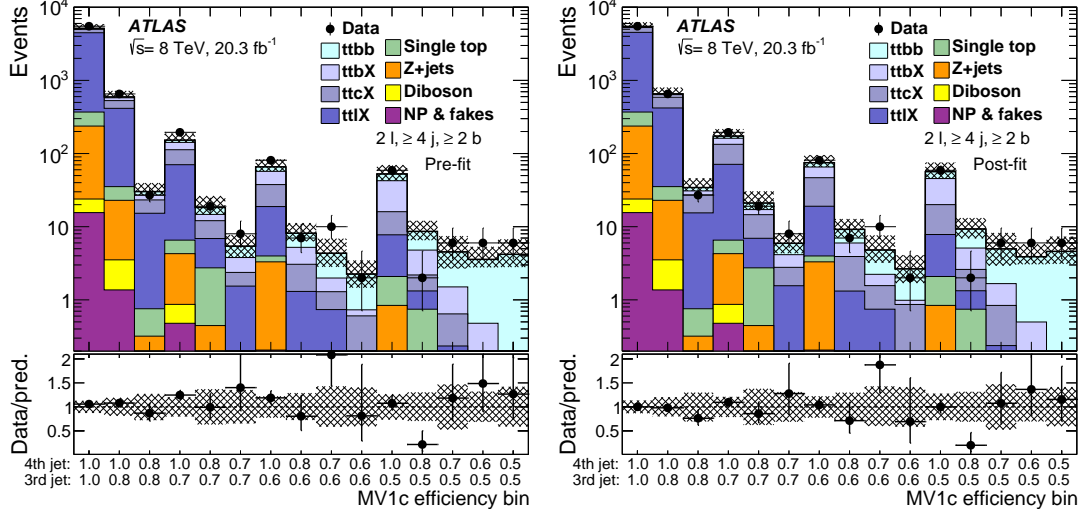 Events
10⁴
10³
10²
10
1
ATLAS
√s= 8 TeV, 20.3 fb⁻¹
Data
ttbb
ttbX
ttcX
ttlX
Single top
Z+jets
Diboson
NP & fakes
2 l, ≥ 4 j, ≥ 2 b
Pre-fit
Data/pred.
2
1.5
1
0.5
4th jet: 1.0 1.0 0.8 1.0 0.8 0.7 1.0 0.8 0.7 0.6 1.0 0.8 0.7 0.6 0.5
3rd jet: 1.0 0.8 0.8 0.7 0.7 0.7 0.6 0.6 0.6 0.6 0.5 0.5 0.5 0.5 0.5
MV1c efficiency bin
Events
10⁴
10³
10²
10
1
ATLAS
√s= 8 TeV, 20.3 fb⁻¹
Data
ttbb
ttbX
ttcX
ttlX
Single top
Z+jets
Diboson
NP & fakes
2 l, ≥ 4 j, ≥ 2 b
Post-fit
Data/pred.
2
1.5
1
0.5
4th jet: 1.0 1.0 0.8 1.0 0.8 0.7 1.0 0.8 0.7 0.6 1.0 0.8 0.7 0.6 0.5
3rd jet: 1.0 0.8 0.8 0.7 0.7 0.7 0.6 0.6 0.6 0.6 0.5 0.5 0.5 0.5 0.5
MV1c efficiency bin